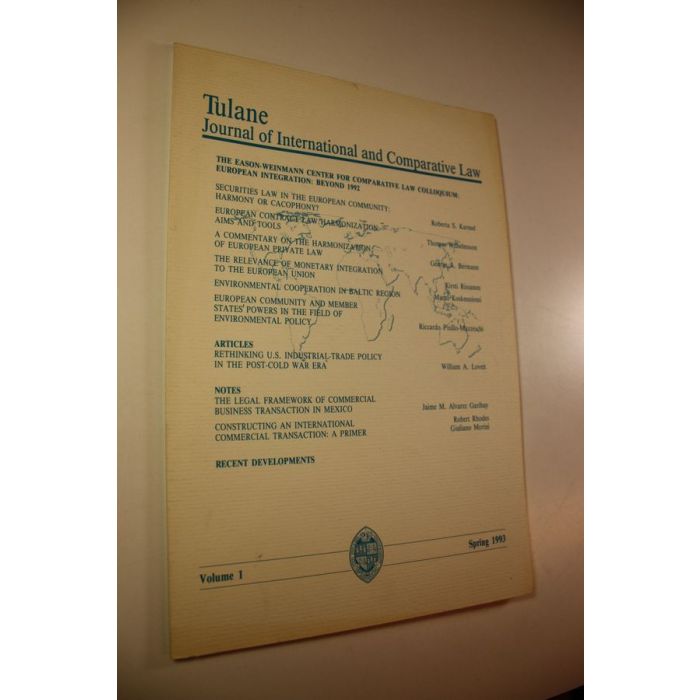 Tulane
Journal of International and Comparative Law
THE EASON-WEINMANN CENTER FOR COMPARATIVE LAW COLLOQUIUM:
EUROPEAN INTEGRATION: BEYOND 1992
SECURITIES LAW IN THE EUROPEAN COMMUNITY:
HARMONY OR CACOPHONY?
Roberta S. Karmel
EUROPEAN CONTRACT LAW HARMONIZATION:
AIMS AND TOOLS
Thomas
A COMMENTARY ON THE HARMONIZATION
OF EUROPEAN PRIVATE LAW
George A. Bermann
THE RELEVANCE OF MONETARY INTEGRATION
TO THE EUROPEAN UNION
Kirsti Rissanen
ENVIRONMENTAL COOPERATION IN BALTIC REGION
Martti Koskenniemi
EUROPEAN COMMUNITY AND MEMBER
STATES' POWERS IN THE FIELD OF
ENVIRONMENTAL POLICY
Riccardo Pisillo-Mazzeschi
ARTICLES
RETHINKING U.S. INDUSTRIAL-TRADE POLICY
IN THE POST-COLD WAR ERA
William A. Lovett
NOTES
THE LEGAL FRAMEWORK OF COMMERCIAL
BUSINESS TRANSACTION IN MEXICO
Jaime M. Alvarez Garibay
CONSTRUCTING AN INTERNATIONAL
COMMERCIAL TRANSACTION: A PRIMER
Robert Rhodes
Giuliano Morini
RECENT DEVELOPMENTS
Volume 1
Spring 1993